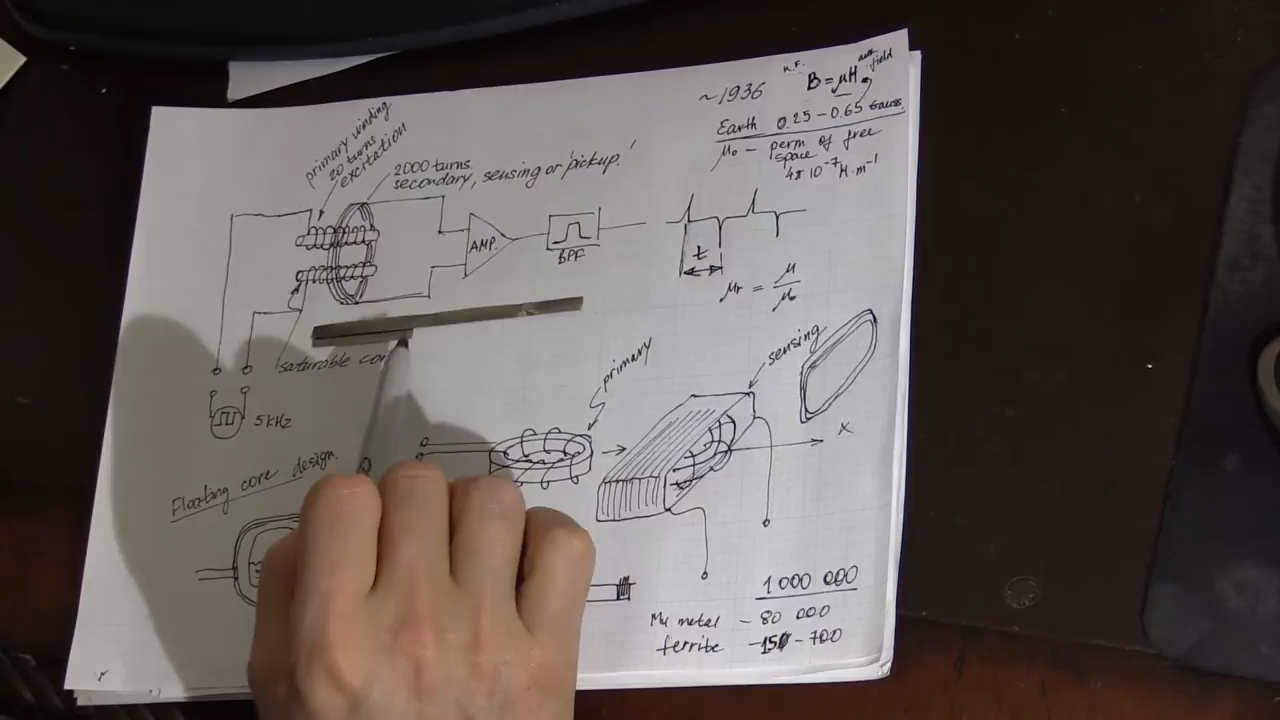 ~1936
B = μH
field
Earth 0.25 - 0.65 Gauss.
μ₀ - perm of free
space
4π 10⁻⁷ H·m⁻¹
primary winding
20 turns
excitation
2000 turns.
secondary, sensing or 'pickup.'
AMP.
BPF
t
μr = μ/μ₀
saturable cor
5kHz
primary
sensing
x
Floating core design.
1 000 000
Mu metal - 80 000
ferrite - 150 - 700